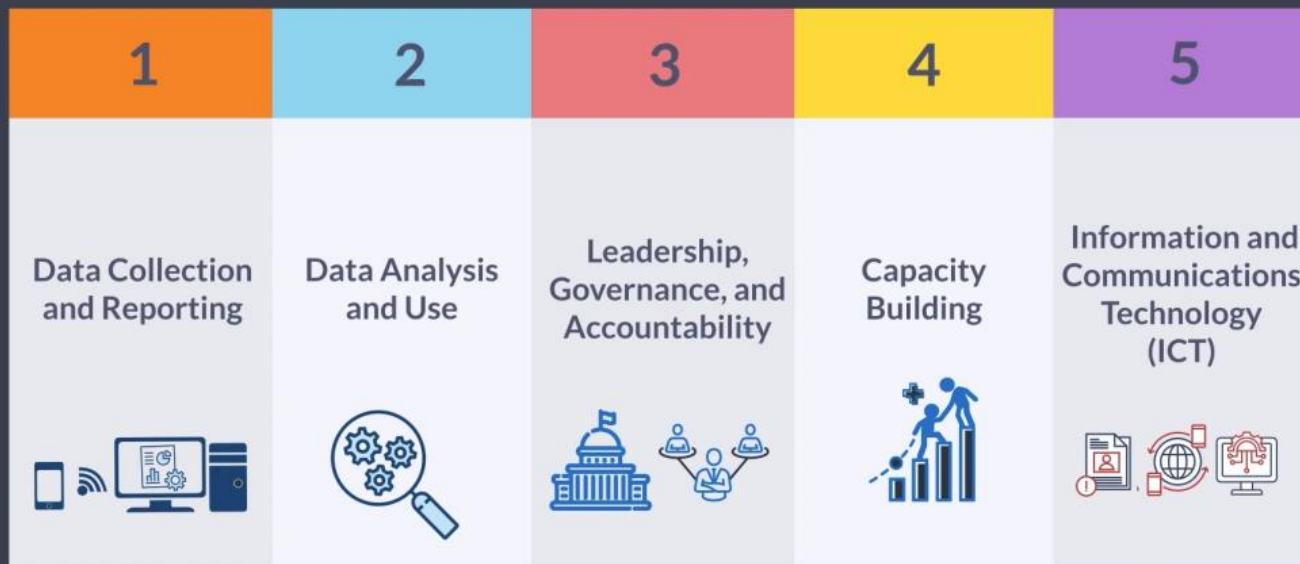 1
2
3
4
5
Data Collection
and Reporting
Data Analysis
and Use
Leadership,
Governance, and
Accountability
Capacity
Building
Information and
Communications
Technology
(ICT)